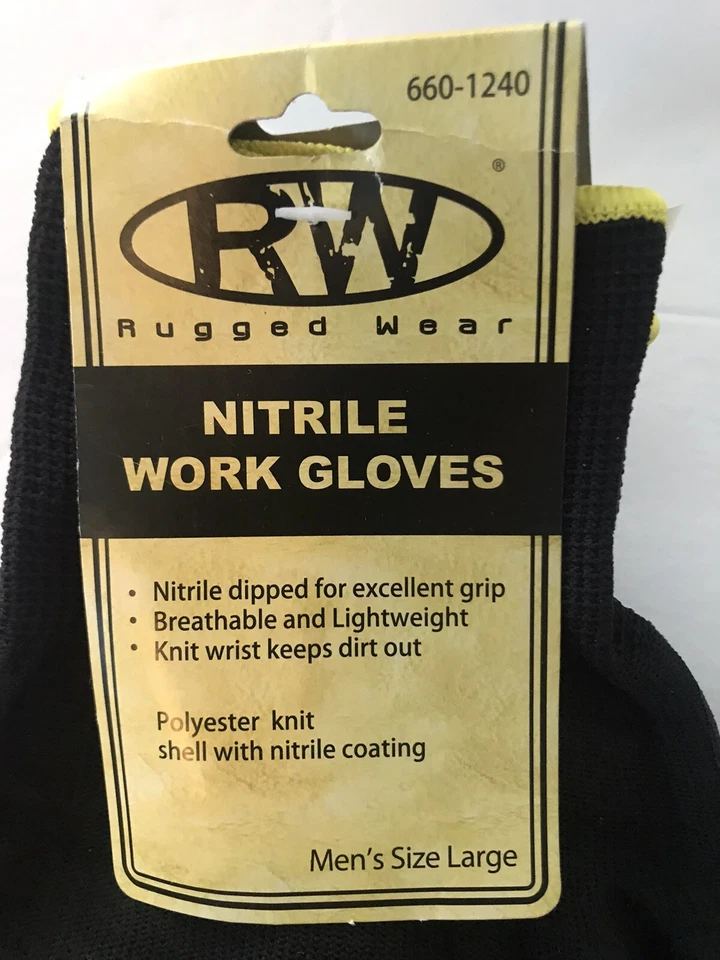 660-1240
RW®
Rugged Wear
NITRILE
WORK GLOVES
• Nitrile dipped for excellent grip
• Breathable and Lightweight
• Knit wrist keeps dirt out
Polyester knit
shell with nitrile coating
Men's Size Large